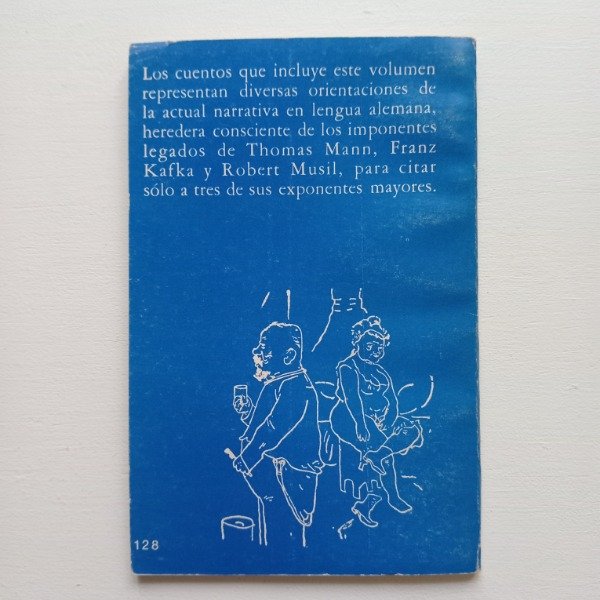 Los cuentos que incluye este volumen
representan diversas orientaciones de
la actual narrativa en lengua alemana,
heredera consciente de los imponentes
legados de Thomas Mann, Franz
Kafka y Robert Musil, para citar
sólo a tres de sus exponentes mayores.
128